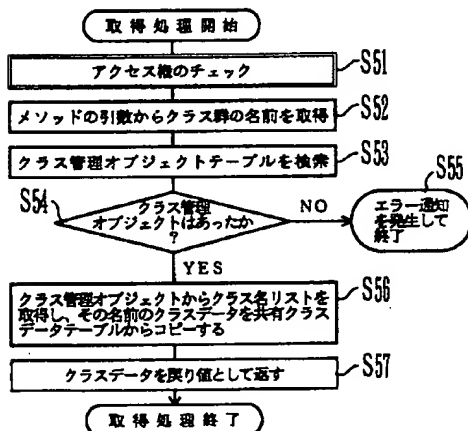 取得処理開始
アクセス権のチェック
S51
メソッドの引数からクラス群の名前を取得
S52
クラス管理オブジェクトテーブルを検索
S53
S54
クラス管理
オブジェクトはあったか
?
NO
S55
エラー通知
を発生して
終了
YES
クラス管理オブジェクトからクラス名リストを
取得し、その名前のクラスデータを共有クラス
データテーブルからコピーする
S56
クラスデータを戻り値として返す
S57
取得処理終了